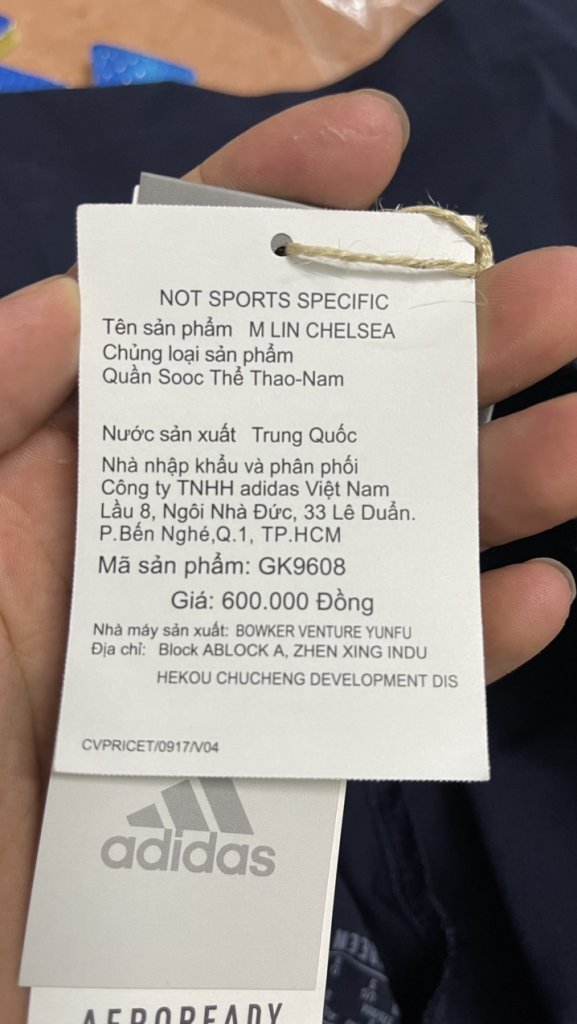 NOT SPORTS SPECIFIC
Tên sản phẩm M LIN CHELSEA
Chủng loại sản phẩm
Quần Sooc Thể Thao-Nam
Nước sản xuất Trung Quốc
Nhà nhập khẩu và phân phối
Công ty TNHH adidas Việt Nam
Lầu 8, Ngôi Nhà Đức, 33 Lê Duẩn.
P.Bến Nghé,Q.1, TP.HCM
Mã sản phẩm: GK9608
Giá: 600.000 Đồng
Nhà máy sản xuất: BOWKER VENTURE YUNFU
Địa chỉ: Block ABLOCK A, ZHEN XING INDU
HEKOU CHUCHENG DEVELOPMENT DIS
CVPRICET/0917/V04
adidas
AEROREADY